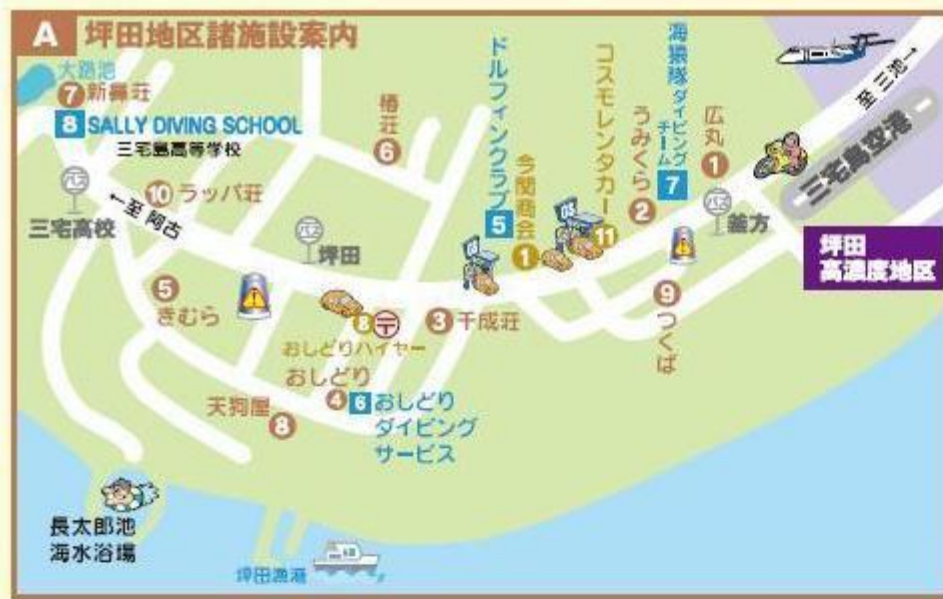 A 坪田地区諸施設案内
大路池
7 新鼻荘
8 SALLY DIVING SCHOOL
三宅島高等学校
バス
三宅高校
←至 阿古
10 ラッパ荘
椿荘
6
バス
坪田
ドルフィンクラブ
5
今関商会
1
コスモレンタカー
11
うみくら
2
海猿隊ダイビングチーム
7
広丸
1
バス
釜方
至三池→
三宅島空港
坪田
高濃度地区
5
きむら
8 〒
おしどりハイヤー
3 千成荘
9
つくば
おしどり
4
6 おしどり
ダイビング
サービス
天狗屋
8
長太郎池
海水浴場
坪田漁港